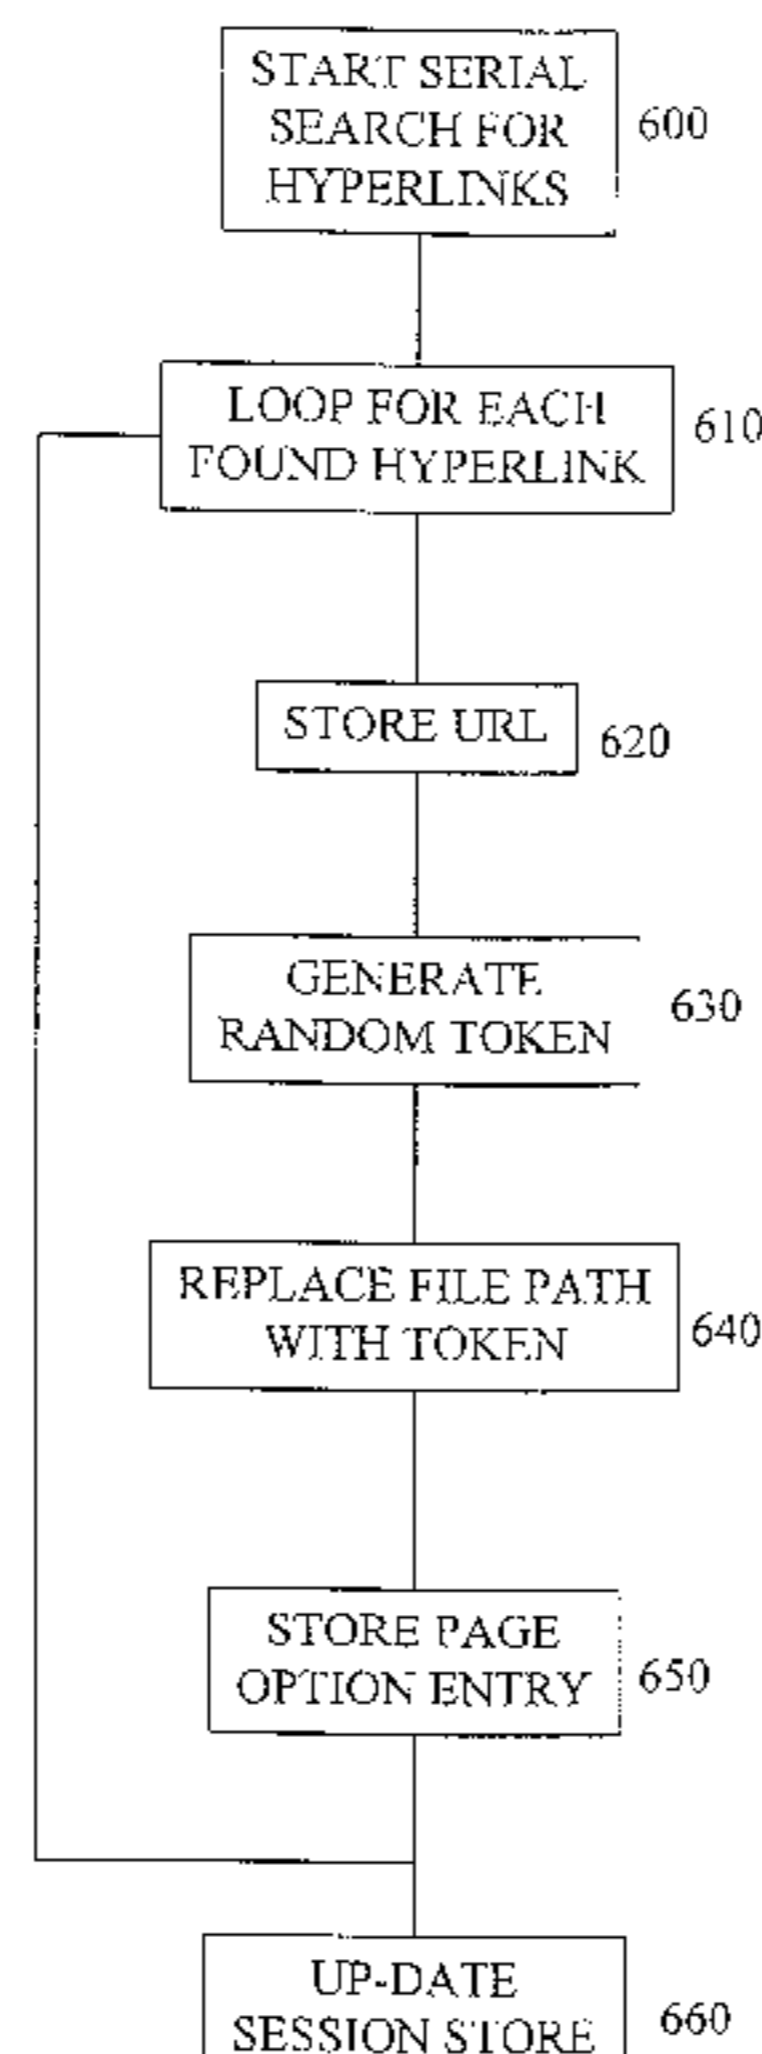 START SERIAL
SEARCH FOR
HYPERLINKS
600
LOOP FOR EACH
FOUND HYPERLINK
610
STORE URL
620
GENERATE
RANDOM TOKEN
630
REPLACE FILE PATH
WITH TOKEN
640
STORE PAGE
OPTION ENTRY
650
UP-DATE
SESSION STORE
660